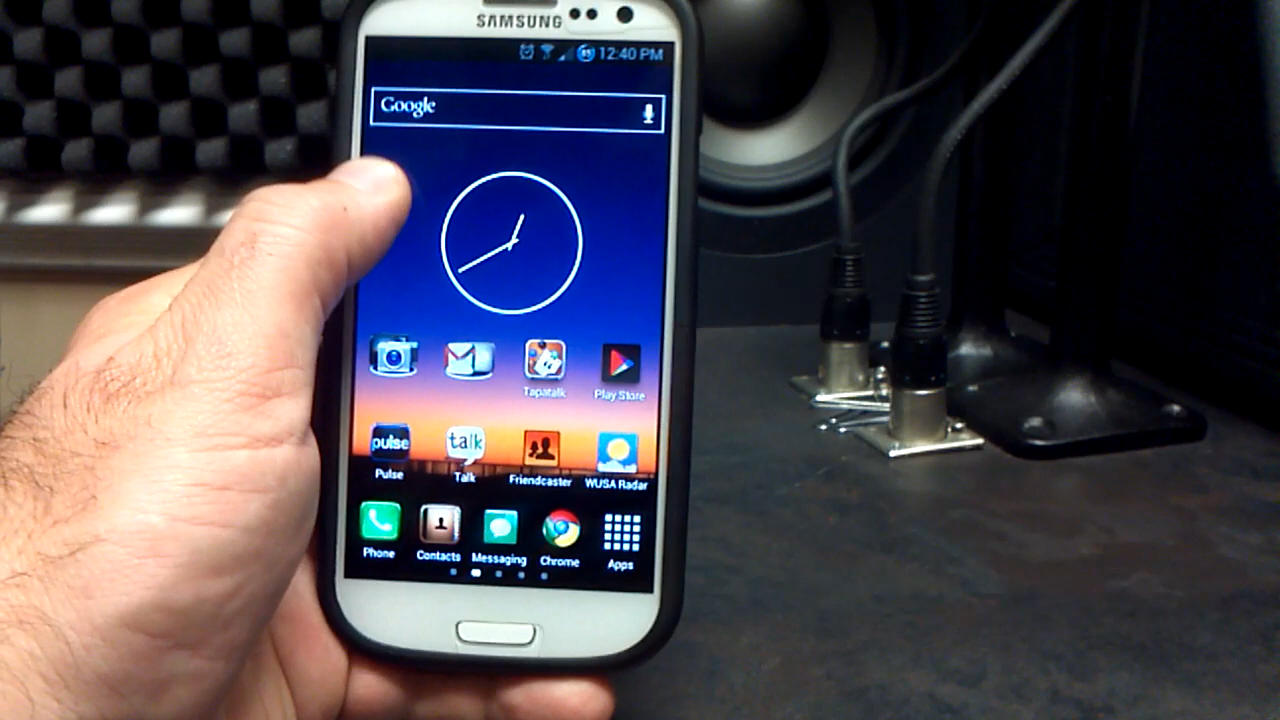 SAMSUNG
12:40 PM
Google
Tapatalk
Play Store
pulse
talk
Pulse
Talk
Friendcaster
WUSA Radar
Phone
Contacts
Messaging
Chrome
Apps